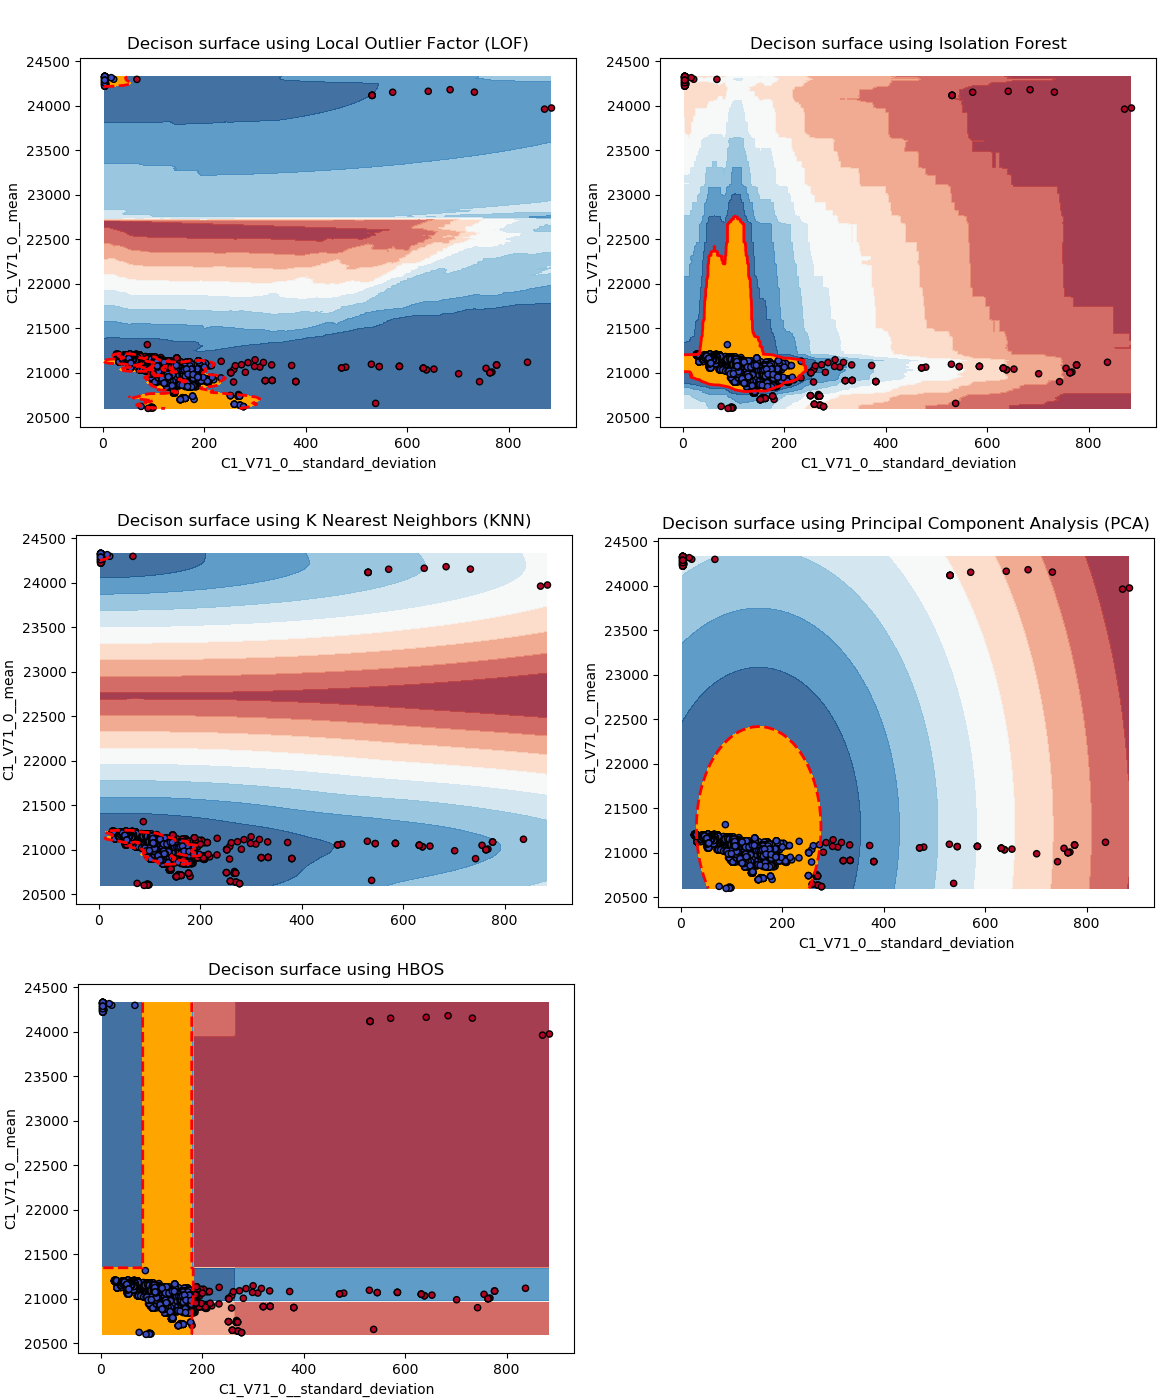 Decison surface using Local Outlier Factor (LOF)
24500
24000
23500
23000
22500
22000
21500
21000
20500
C1_V71_0__mean
0 200 400 600 800
C1_V71_0__standard_deviation
Decison surface using Isolation Forest
24500
24000
23500
23000
22500
22000
21500
21000
20500
C1_V71_0__mean
0 200 400 600 800
C1_V71_0__standard_deviation
Decison surface using K Nearest Neighbors (KNN)
24500
24000
23500
23000
22500
22000
21500
21000
20500
C1_V71_0__mean
0 200 400 600 800
Decison surface using Principal Component Analysis (PCA)
24500
24000
23500
23000
22500
22000
21500
21000
20500
C1_V71_0__mean
0 200 400 600 800
C1_V71_0__standard_deviation
Decison surface using HBOS
24500
24000
23500
23000
22500
22000
21500
21000
20500
C1_V71_0__mean
0 200 400 600 800
C1_V71_0__standard_deviation